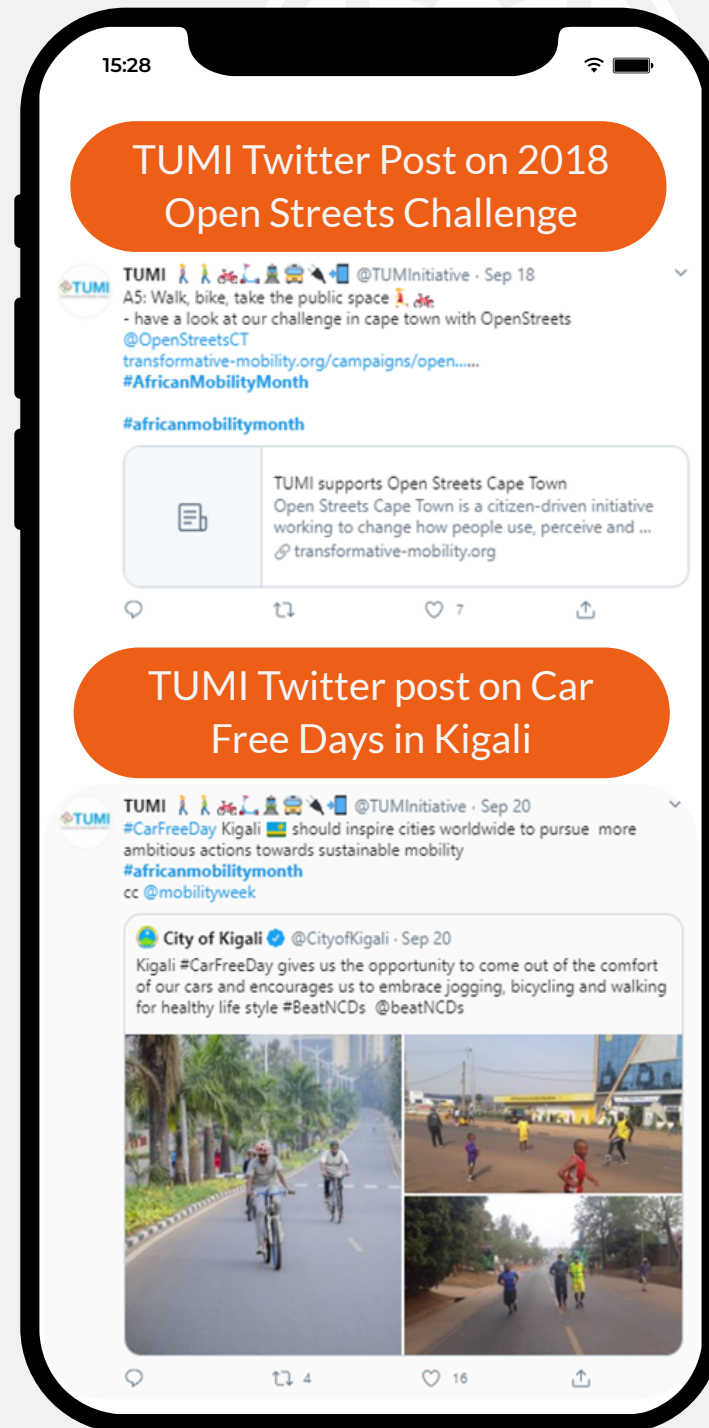 15:28
TUMI Twitter Post on 2018
Open Streets Challenge
TUMI
TUMI 🚶🚶🚲🛴🚊🚍🔌📲 @TUMInitiative · Sep 18
A5: Walk, bike, take the public space 🚶🚲
- have a look at our challenge in cape town with OpenStreets
@OpenStreetsCT
transformative-mobility.org/campaigns/open......
#AfricanMobilityMonth
#africanmobilitymonth
TUMI supports Open Streets Cape Town
Open Streets Cape Town is a citizen-driven initiative
working to change how people use, perceive and ...
transformative-mobility.org
7
TUMI Twitter post on Car
Free Days in Kigali
TUMI
TUMI 🚶🚶🚲🛴🚊🚍🔌📲 @TUMInitiative · Sep 20
#CarFreeDay Kigali 🇷🇼 should inspire cities worldwide to pursue more
ambitious actions towards sustainable mobility
#africanmobilitymonth
cc @mobilityweek
City of Kigali @CityofKigali · Sep 20
Kigali #CarFreeDay gives us the opportunity to come out of the comfort
of our cars and encourages us to embrace jogging, bicycling and walking
for healthy life style #BeatNCDs @beatNCDs
4 16